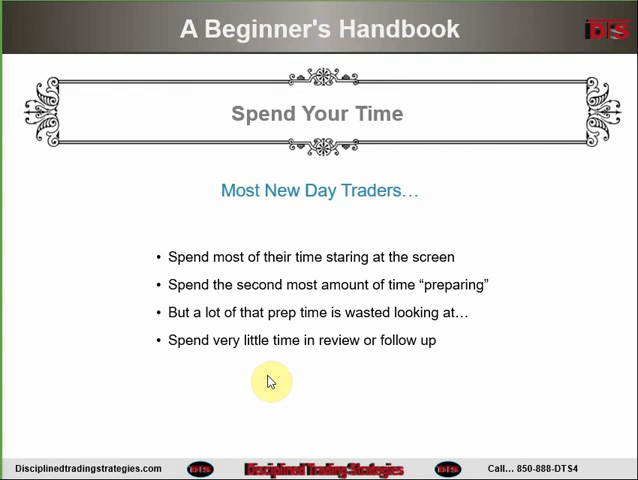 A Beginner's Handbook
DTS
Spend Your Time
Most New Day Traders…
• Spend most of their time staring at the screen
• Spend the second most amount of time “preparing”
• But a lot of that prep time is wasted looking at…
• Spend very little time in review or follow up
Disciplinedtradingstrategies.com DTS Disciplined Trading Strategies DTS Call… 850-888-DTS4